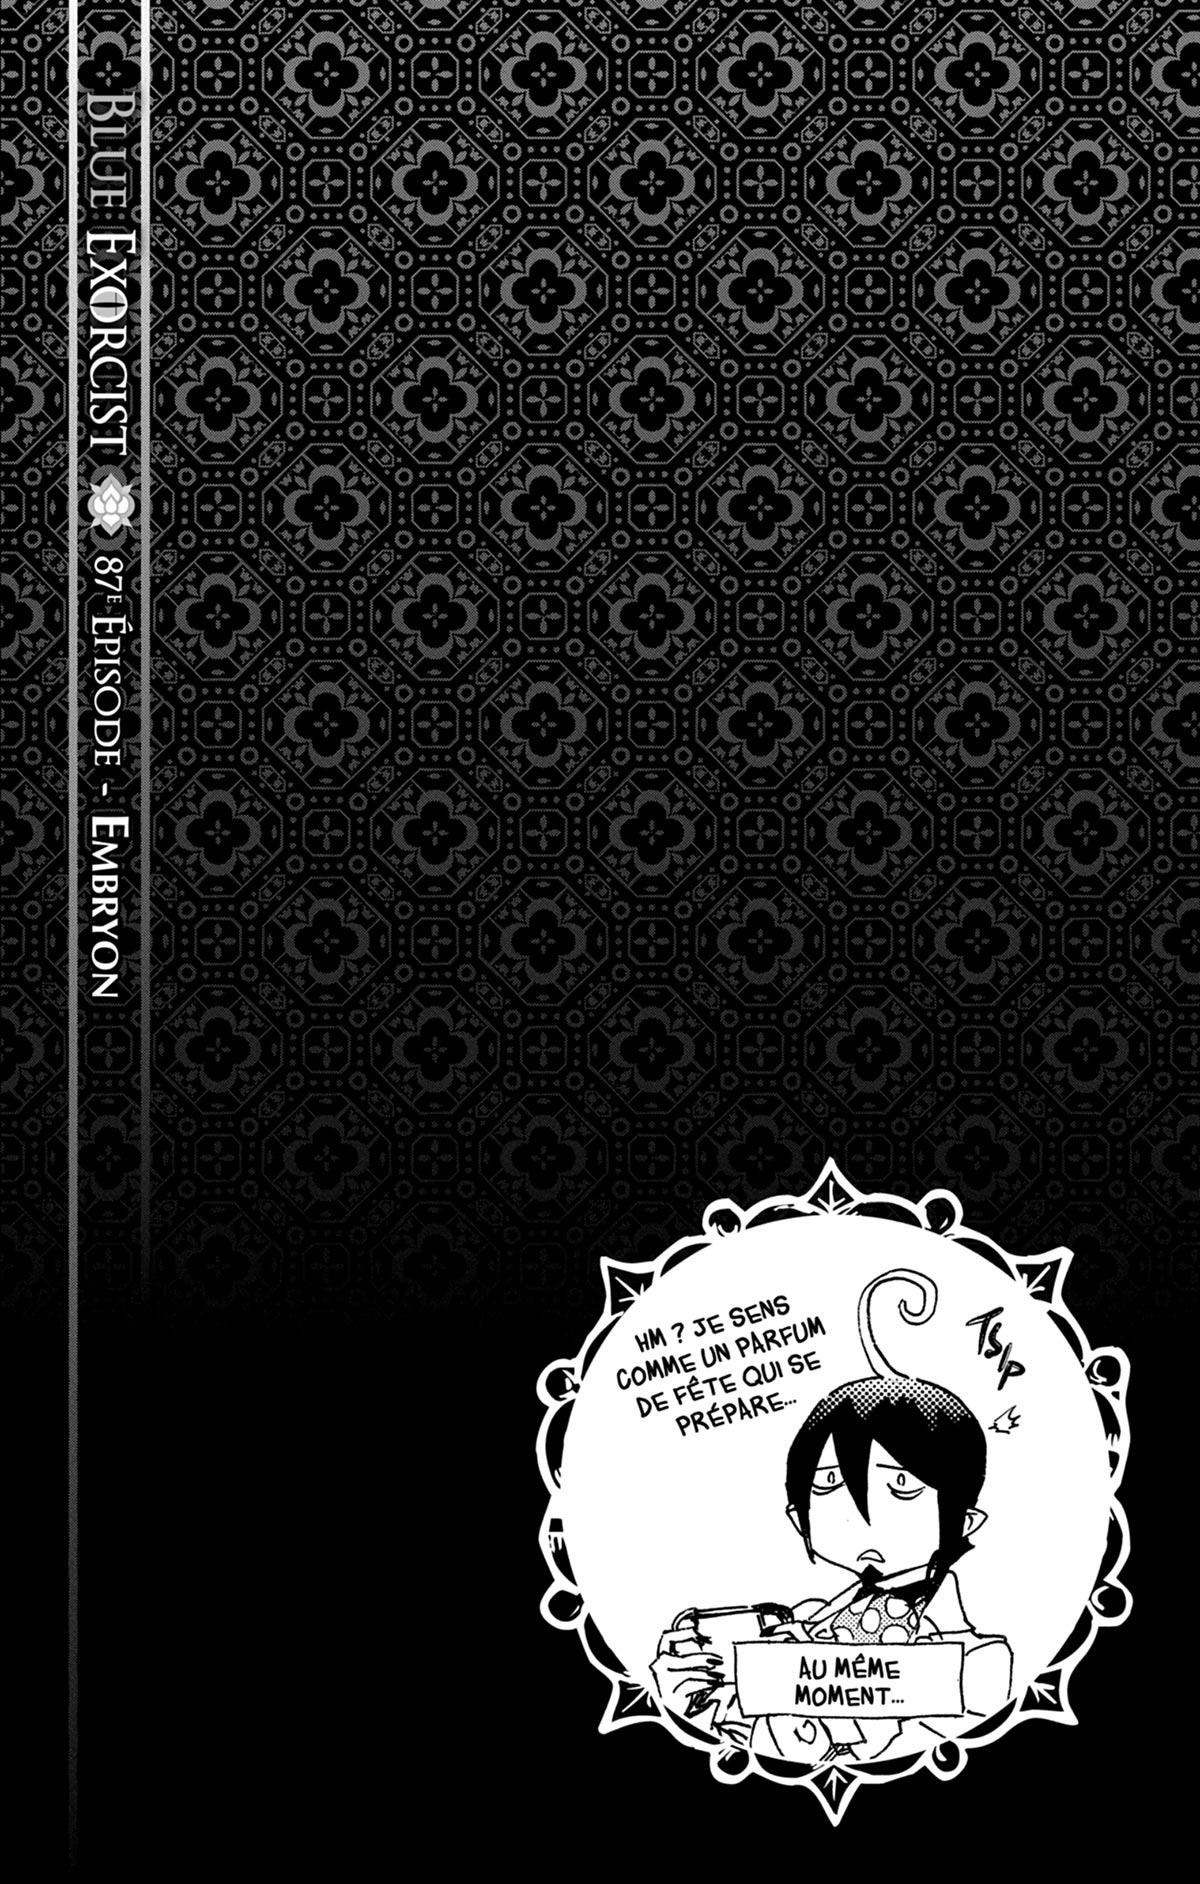 Blue Exorcist 87e Épisode - Embryon
HM ? JE SENS
COMME UN PARFUM
DE FÊTE QUI SE
PRÉPARE...
TSIP
AU MÊME
MOMENT...